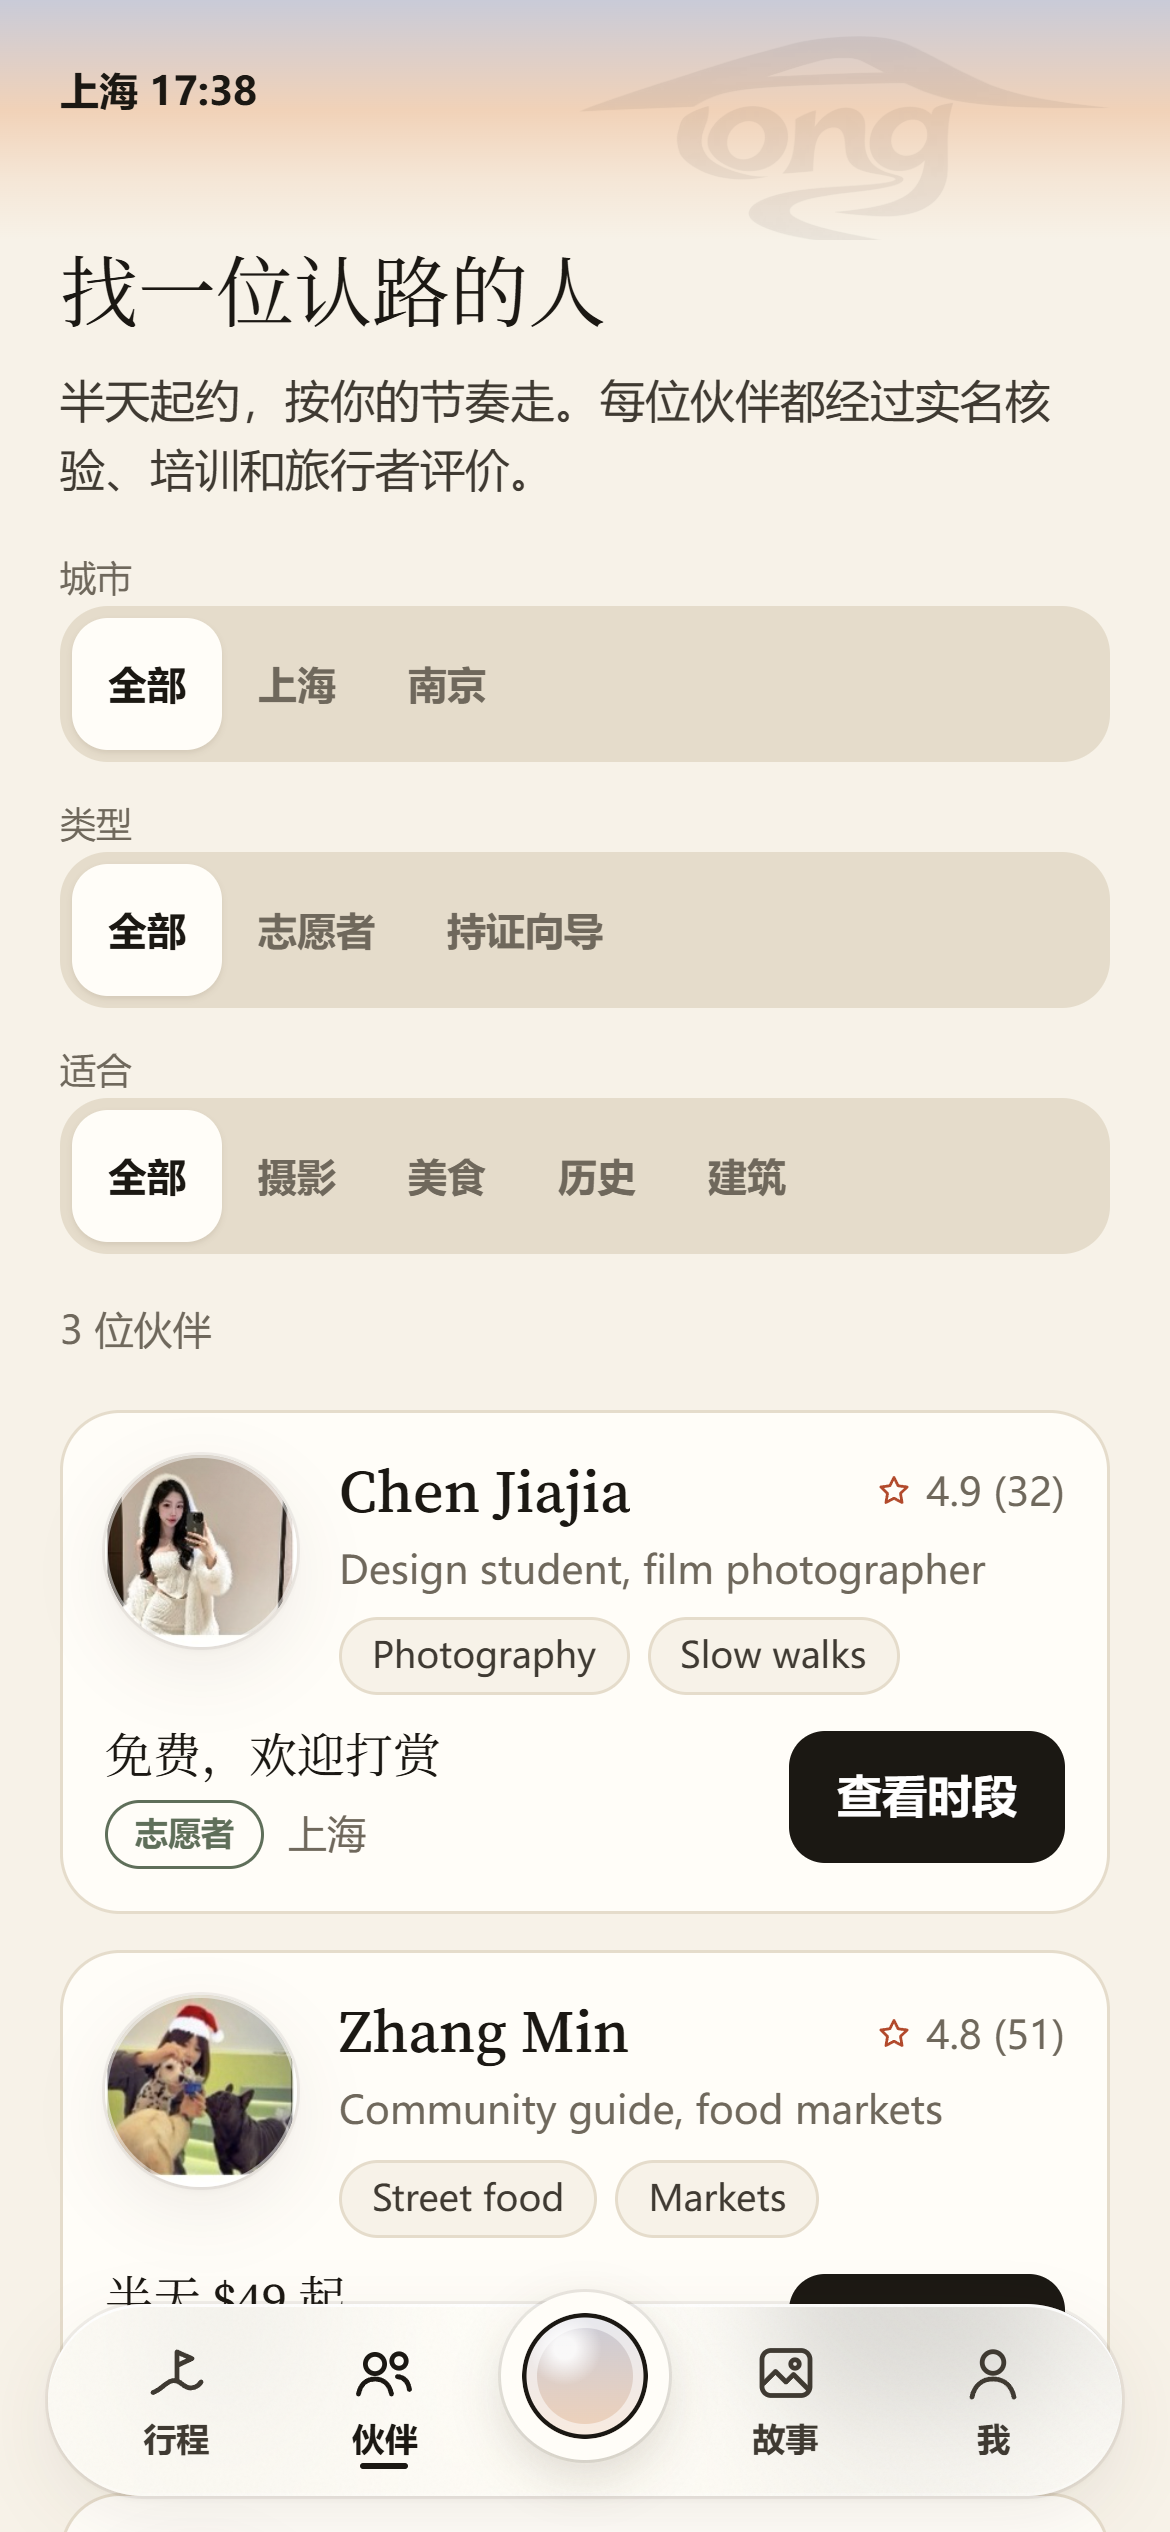 上海 17:38
long
找一位认路的人
半天起约，按你的节奏走。每位伙伴都经过实名核
验、培训和旅行者评价。
城市
全部 上海 南京
类型
全部 志愿者 持证向导
适合
全部 摄影 美食 历史 建筑
3 位伙伴
Chen Jiajia 4.9 (32)
Design student, film photographer
Photography Slow walks
免费，欢迎打赏
查看时段
志愿者 上海
Zhang Min 4.8 (51)
Community guide, food markets
Street food Markets
半天 $49 起
行程 伙伴 故事 我